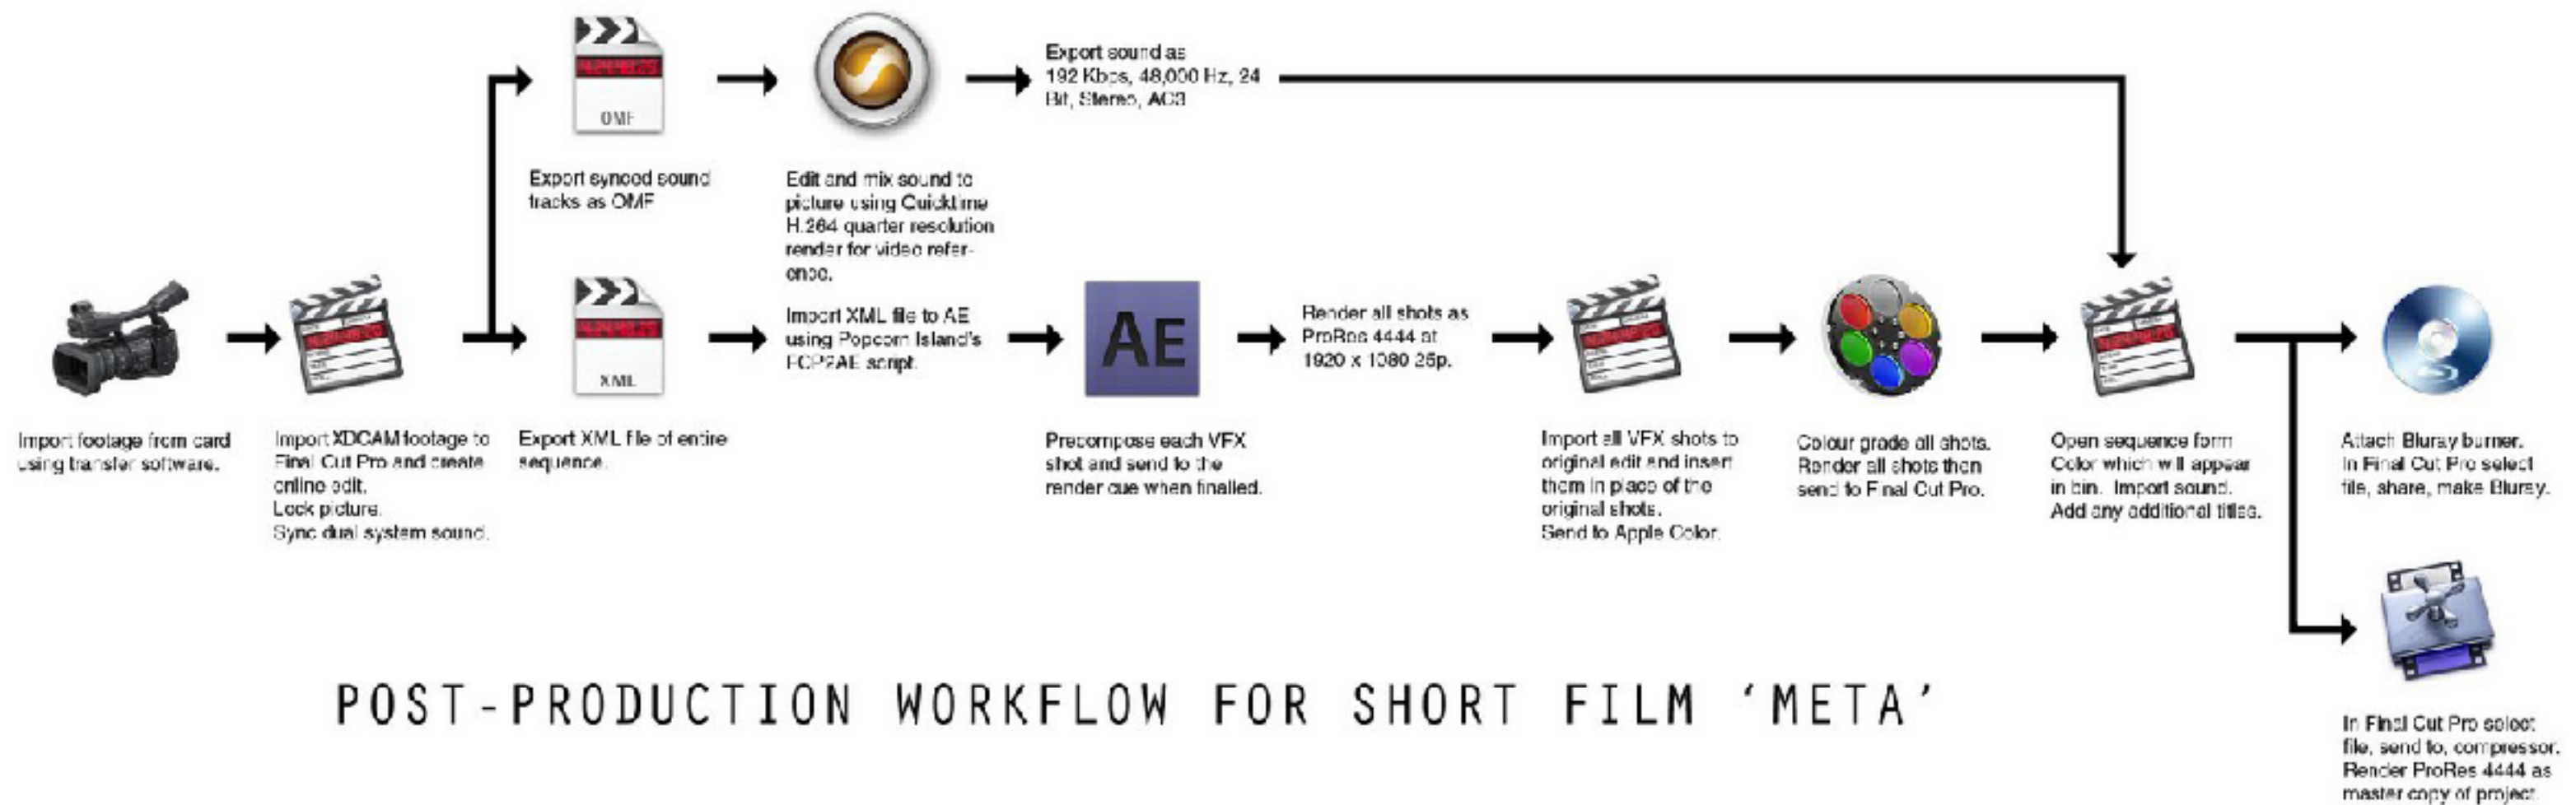 OMF
Export synced sound
tracks as OMF
Edit and mix sound to
picture using Quicktime
H.264 quarter resolution
render for video refer-
ence.
Export sound as
192 Kbps, 48,000 Hz, 24
Bit, Stereo, AC3
Import footage from card
using transfer software.
Import XDCAM footage to
Final Cut Pro and create
online edit.
Lock picture.
Sync dual system sound.
XML
Export XML file of entire
sequence.
Import XML file to AE
using Popcorn Island's
FCP2AE script.
AE
Precompose each VFX
shot and send to the
render cue when finalled.
Render all shots as
ProRes 4444 at
1920 x 1080 25p.
Import all VFX shots to
original edit and insert
them in place of the
original shots.
Send to Apple Color.
Colour grade all shots.
Render all shots then
send to Final Cut Pro.
Open sequence form
Color which will appear
in bin. Import sound.
Add any additional titles.
Attach Bluray burner.
In Final Cut Pro select
file, share, make Bluray.
In Final Cut Pro select
file, send to, compressor.
Render ProRes 4444 as
master copy of project.
POST-PRODUCTION WORKFLOW FOR SHORT FILM 'META'